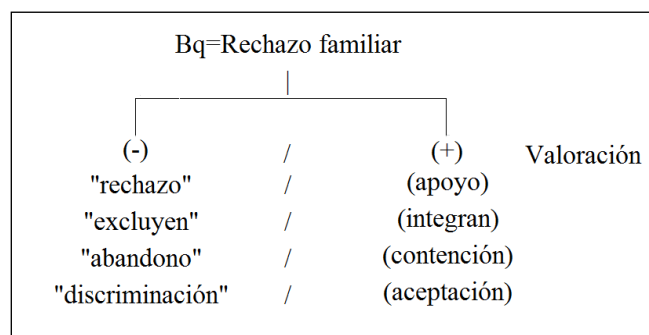 Bq=Rechazo familiar
(-) / (+) Valoración
"rechazo" / (apoyo)
"excluyen" / (integran)
"abandono" / (contención)
"discriminación" / (aceptación)